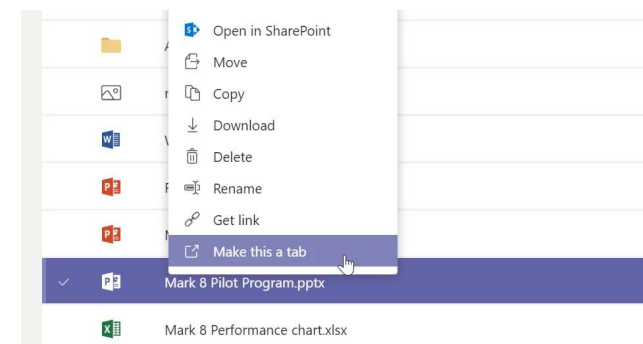 Open in SharePoint
Move
Copy
Download
Delete
Rename
Get link
Make this a tab
Mark 8 Pilot Program.pptx
Mark 8 Performance chart.xlsx